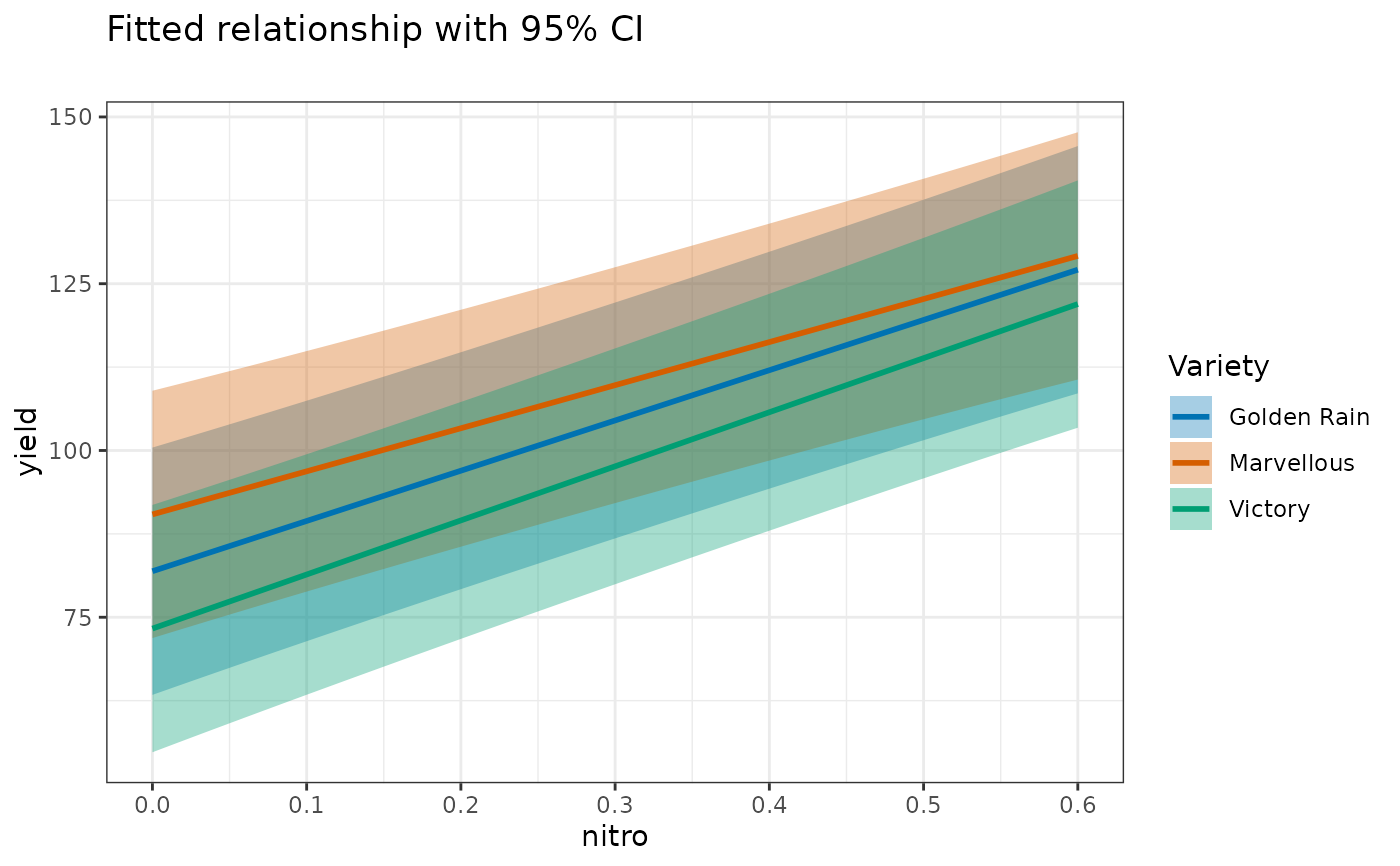 Fitted relationship with 95% CI
150
125
100
75
yield
0.0 0.1 0.2 0.3 0.4 0.5 0.6
nitro
Variety
Golden Rain
Marvellous
Victory